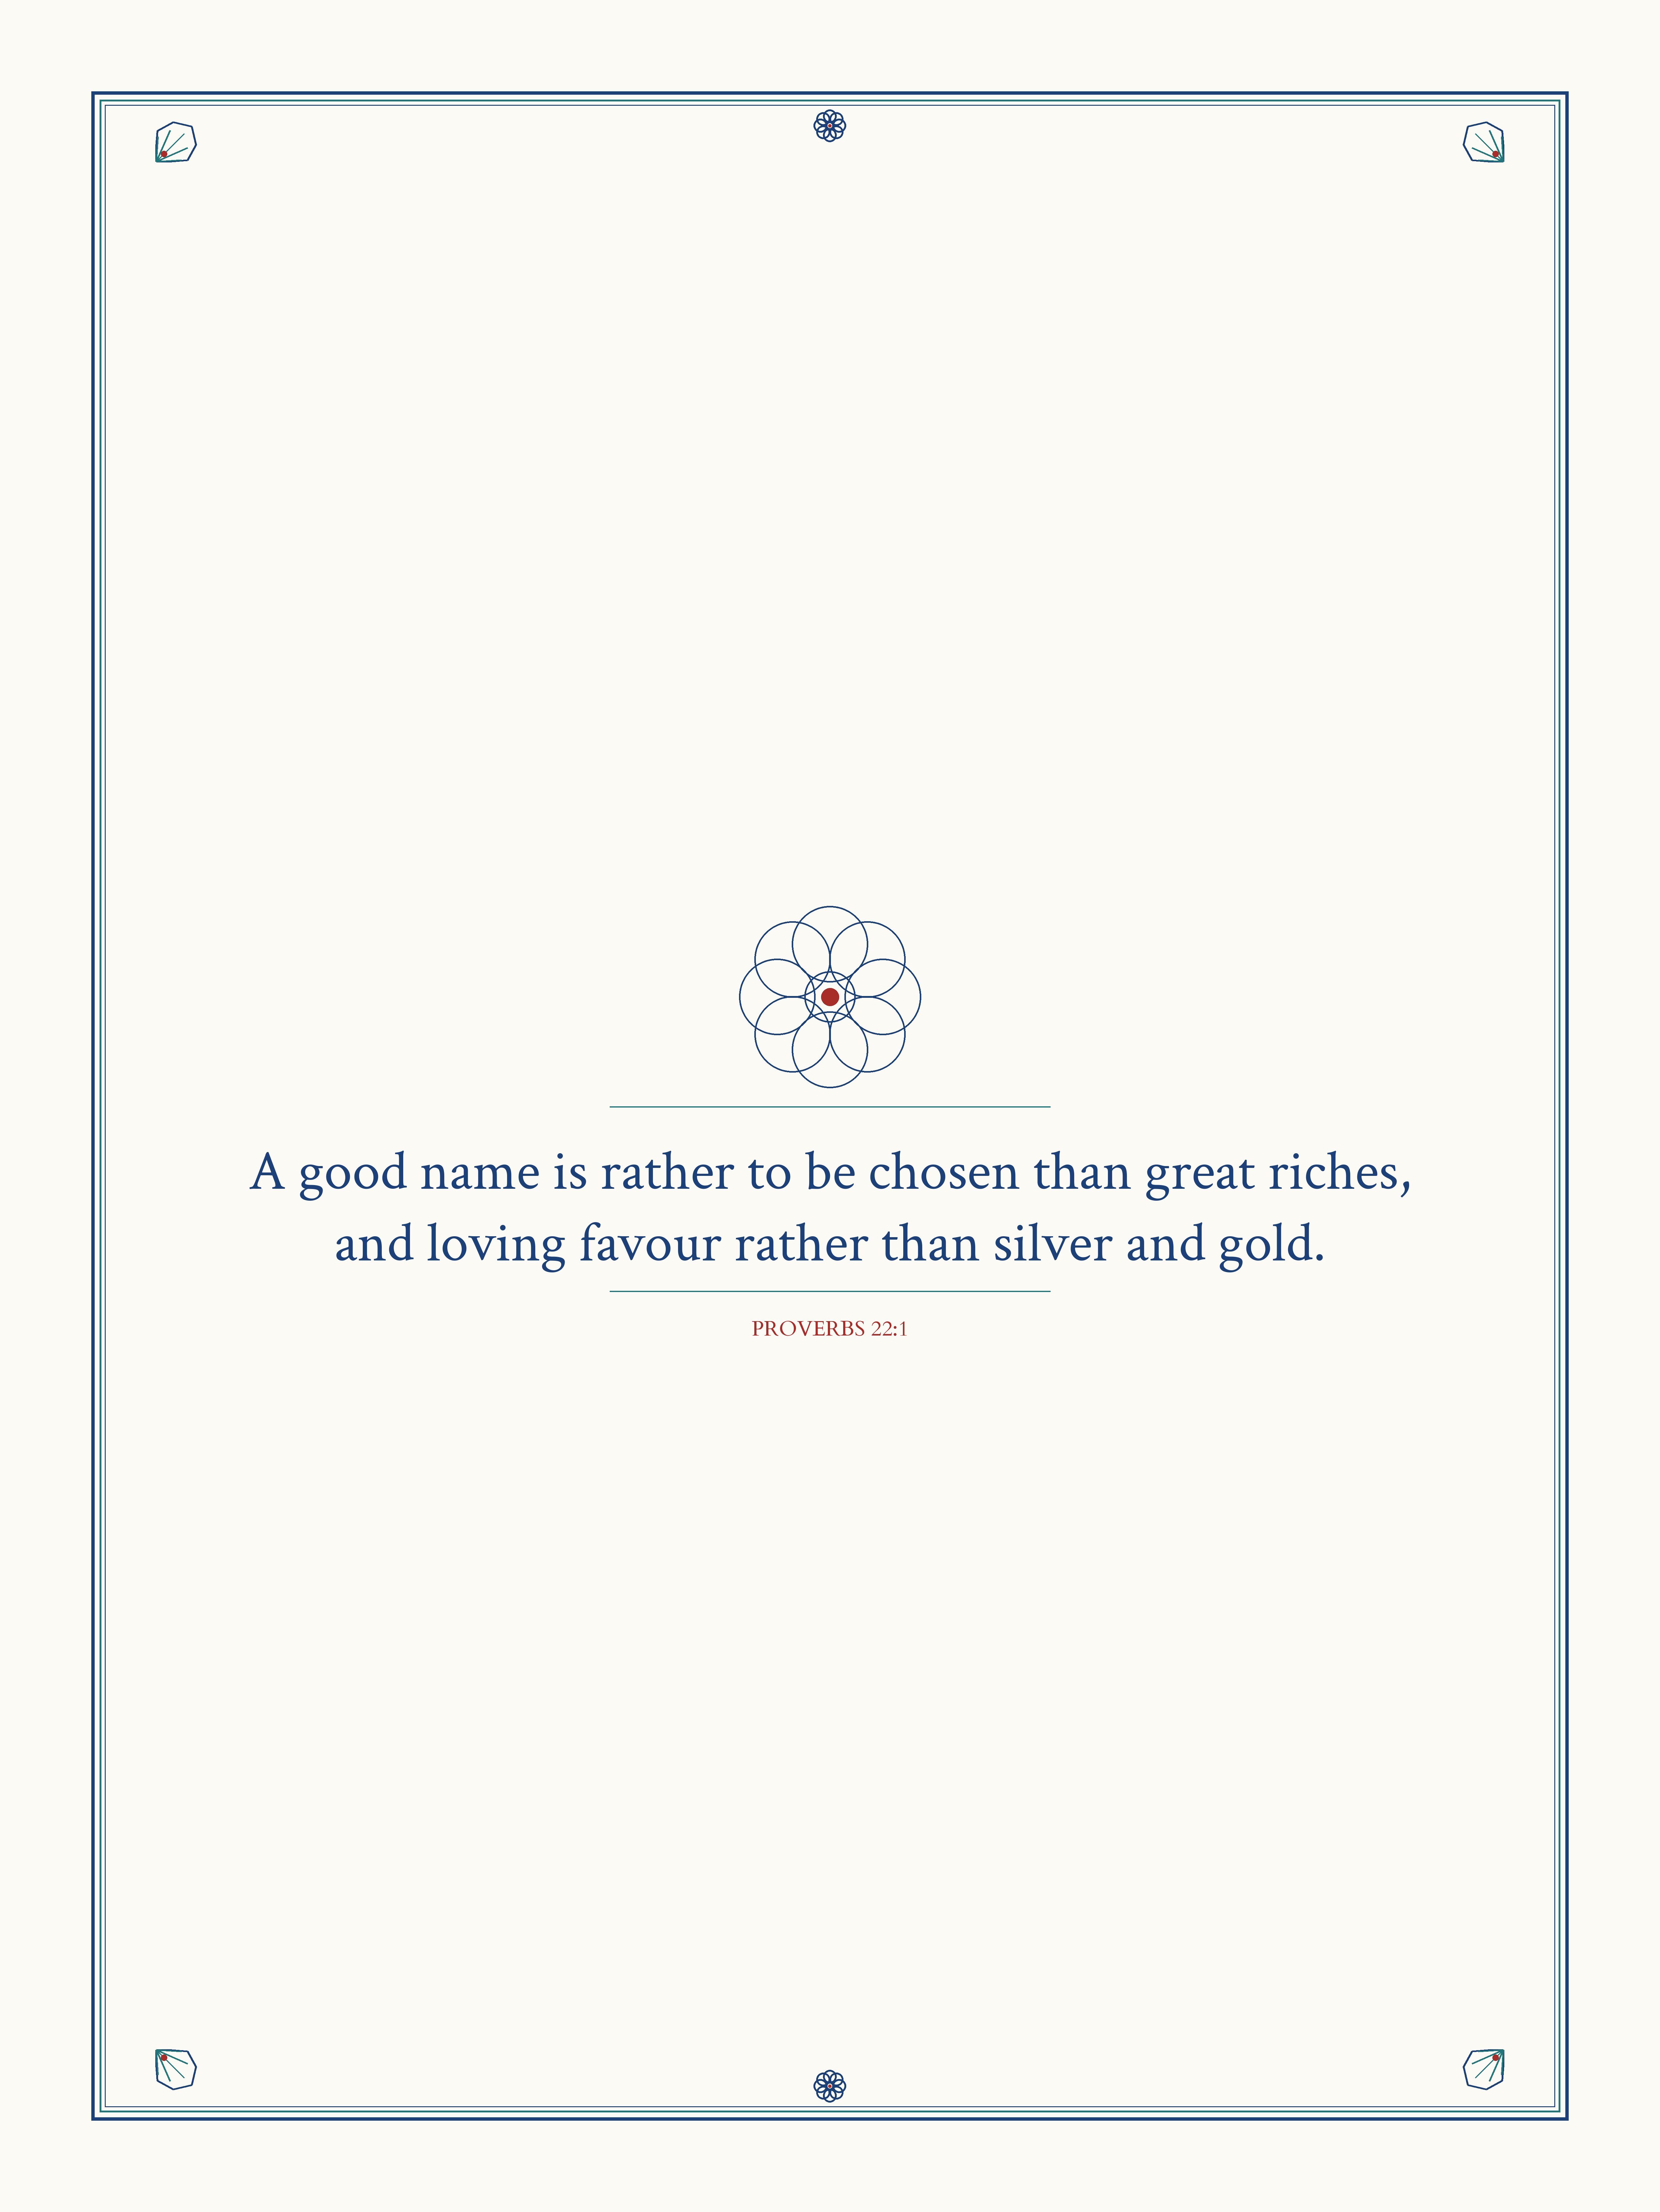 A good name is rather to be chosen than great riches,
and loving favour rather than silver and gold.
PROVERBS 22:1